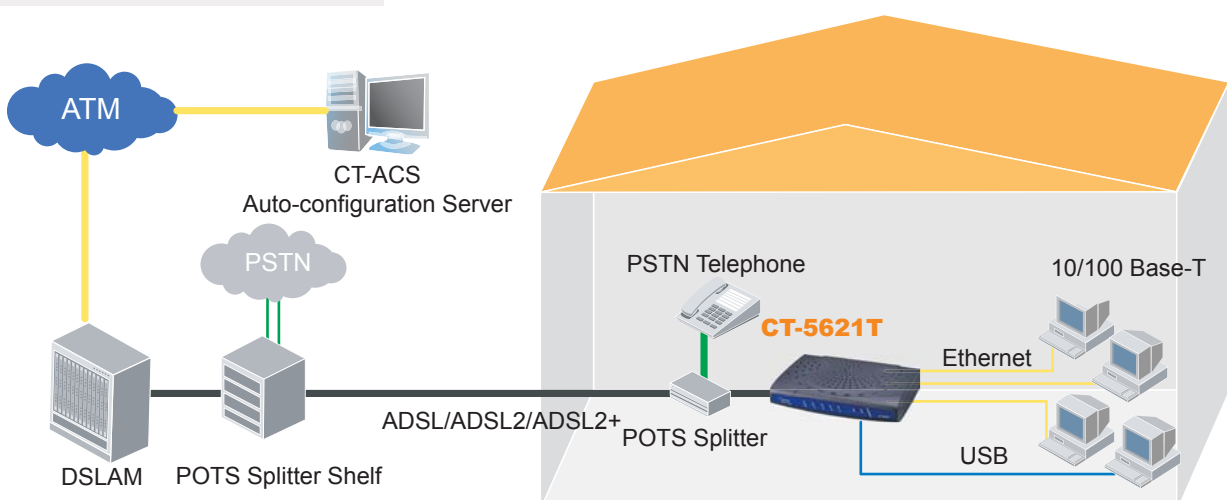 ATM
CT-ACS
Auto-configuration Server
PSTN
PSTN Telephone
10/100 Base-T
CT-5621T
Ethernet
ADSL/ADSL2/ADSL2+
POTS Splitter
USB
DSLAM
POTS Splitter Shelf